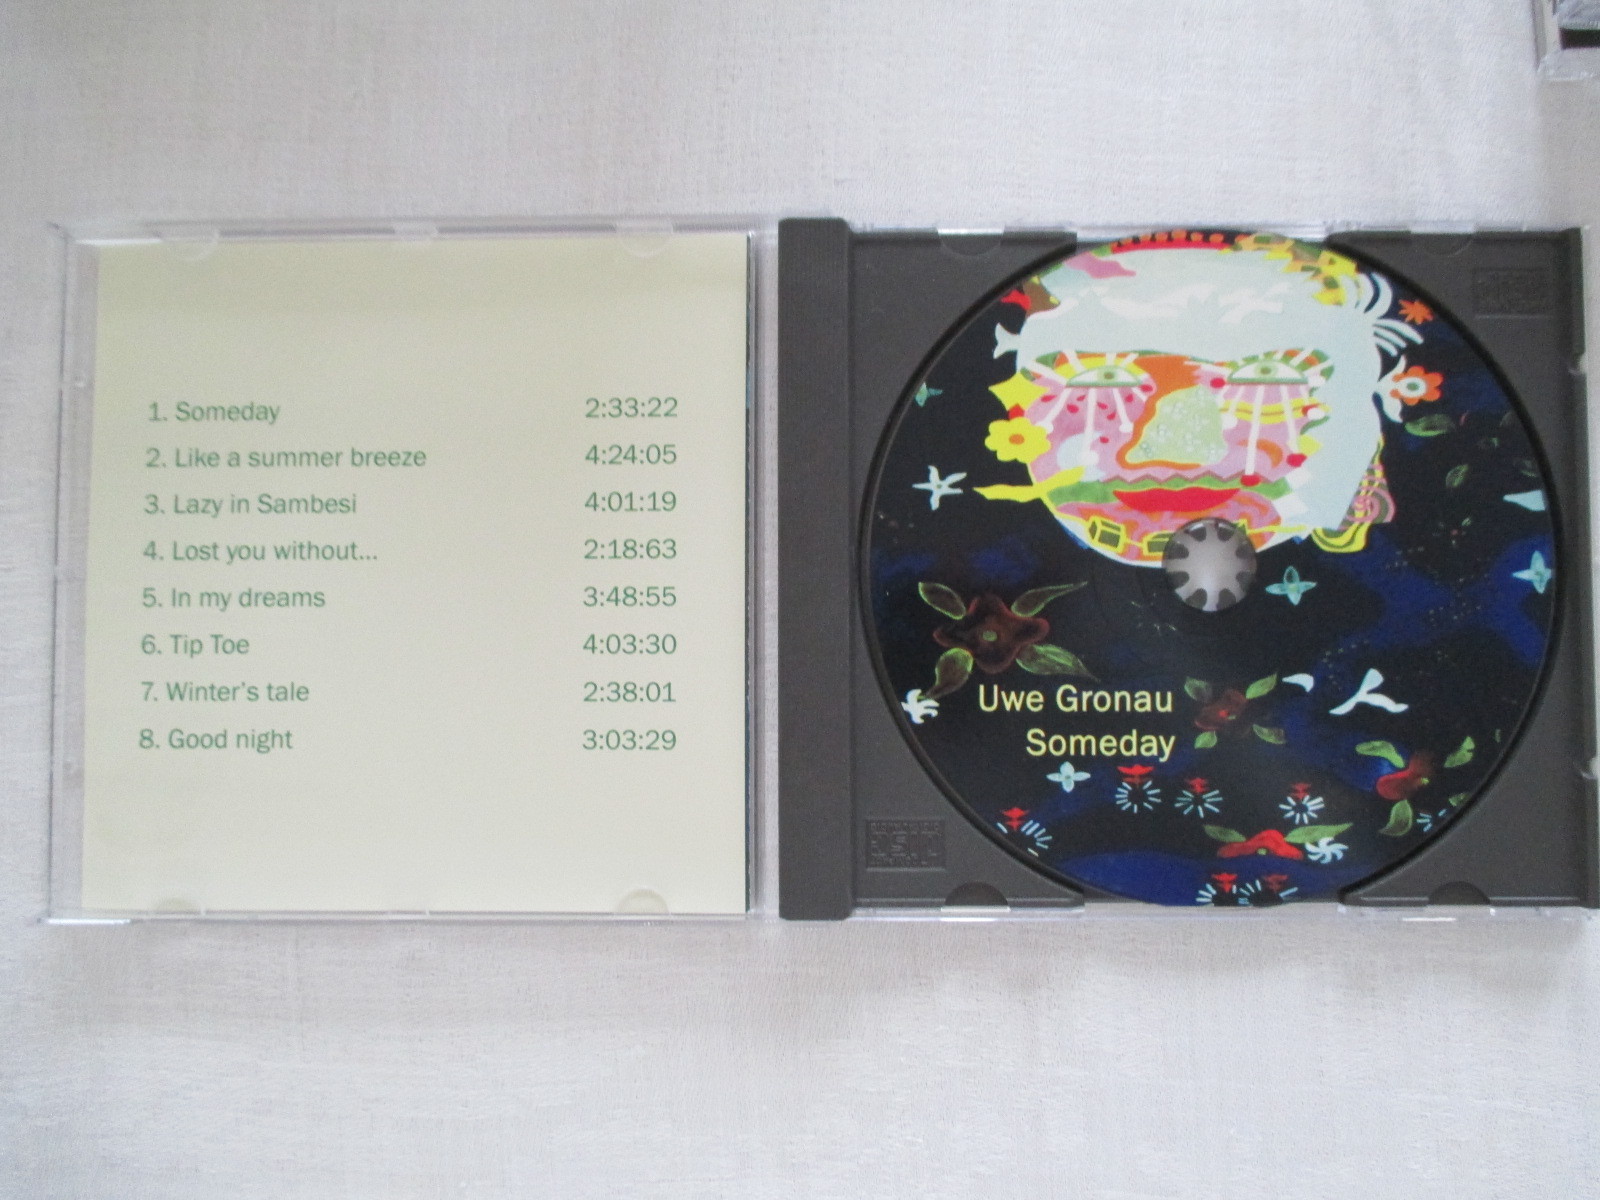 1. Someday 2:33:22
2. Like a summer breeze 4:24:05
3. Lazy in Sambesi 4:01:19
4. Lost you without... 2:18:63
5. In my dreams 3:48:55
6. Tip Toe 4:03:30
7. Winter's tale 2:38:01
8. Good night 3:03:29
Uwe Gronau
Someday